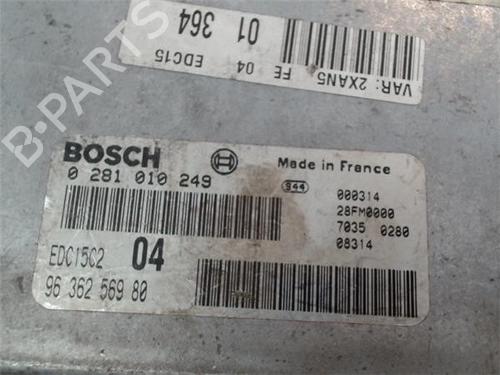 01 364
FE 04 EDC15
VAR: 2XAN5
B-PARTS
BOSCH
Made in France
0 281 010 249
944
000314
28FM0000
7035 0280
08314
EDC15C2 04
96 362 569 80